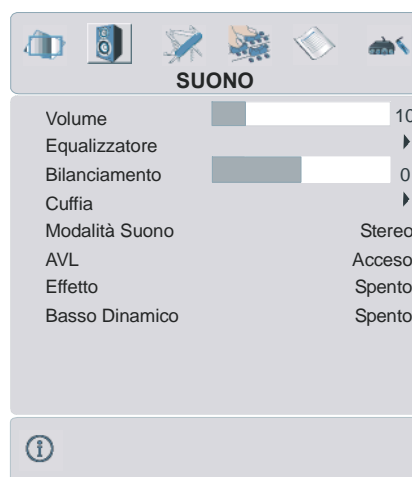 SUONO
Volume 10
Equalizzatore
Bilanciamento 0
Cuffia
Modalità Suono Stereo
AVL Acceso
Effetto Spento
Basso Dinamico Spento